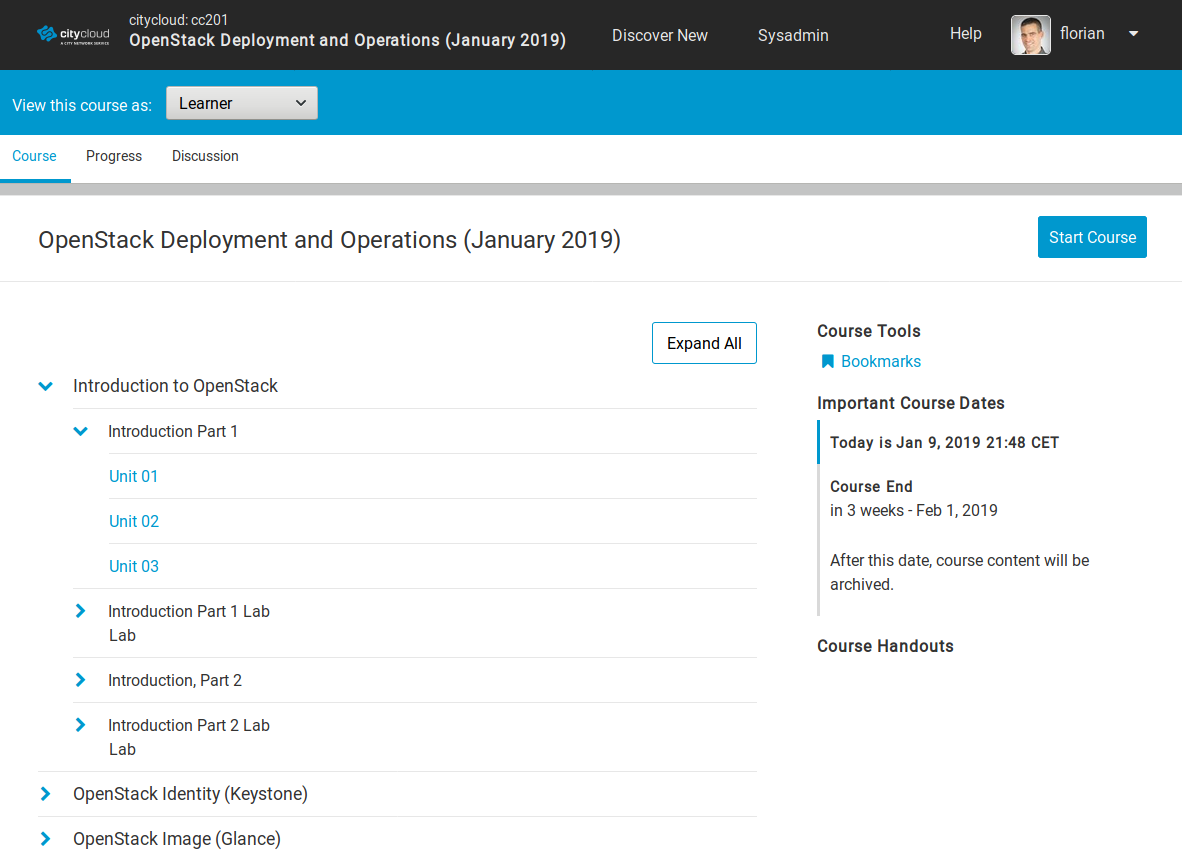 citycloud
A CITY NETWORK SERVICE
citycloud: cc201
OpenStack Deployment and Operations (January 2019)
Discover New
Sysadmin
Help
florian
View this course as:
Learner
Course
Progress
Discussion
OpenStack Deployment and Operations (January 2019)
Start Course
Expand All
Introduction to OpenStack
Introduction Part 1
Unit 01
Unit 02
Unit 03
Introduction Part 1 Lab
Lab
Introduction, Part 2
Introduction Part 2 Lab
Lab
OpenStack Identity (Keystone)
OpenStack Image (Glance)
Course Tools
Bookmarks
Important Course Dates
Today is Jan 9, 2019 21:48 CET
Course End
in 3 weeks - Feb 1, 2019
After this date, course content will be
archived.
Course Handouts